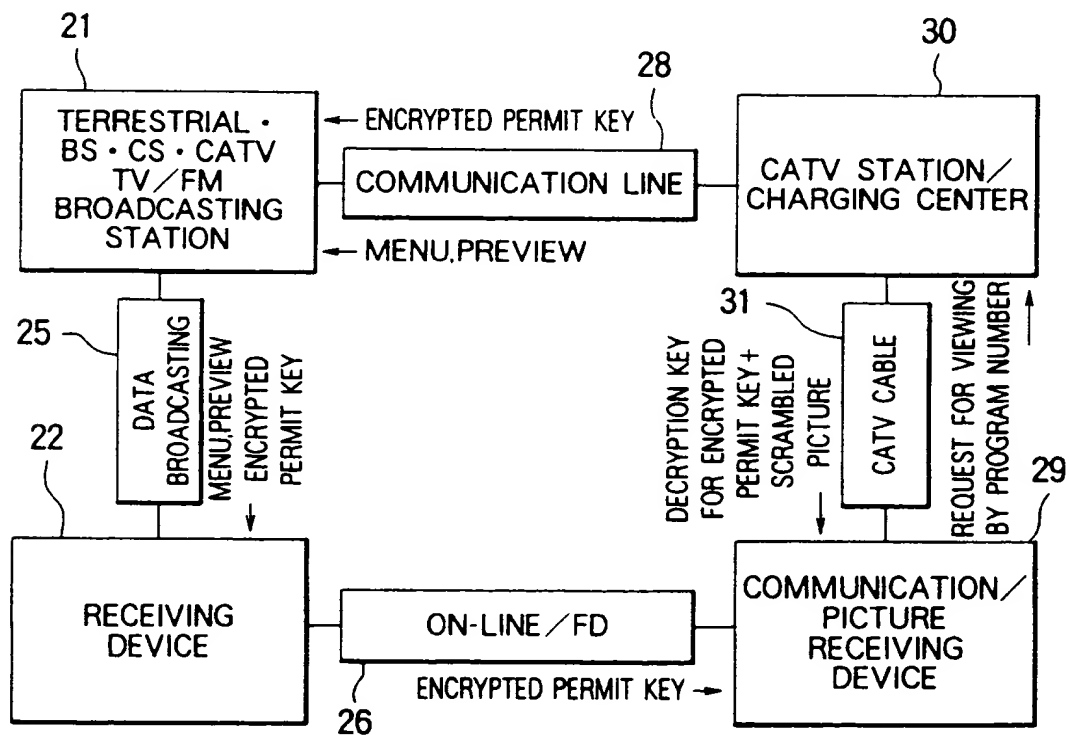 21
30
28
TERRESTRIAL・
BS・CS・CATV
TV/FM
BROADCASTING
STATION
← ENCRYPTED PERMIT KEY
COMMUNICATION LINE
← MENU,PREVIEW
CATV STATION/
CHARGING CENTER
25
DATA
BROADCASTING
MENU,PREVIEW
ENCRYPTED
PERMIT KEY
31
DECRYPTION KEY
FOR ENCRYPTED
PERMIT KEY+
SCRAMBLED
PICTURE
CATV CABLE
REQUEST FOR VIEWING
BY PROGRAM NUMBER
22
29
RECEIVING
DEVICE
ON-LINE/FD
ENCRYPTED PERMIT KEY →
26
COMMUNICATION/
PICTURE
RECEIVING
DEVICE